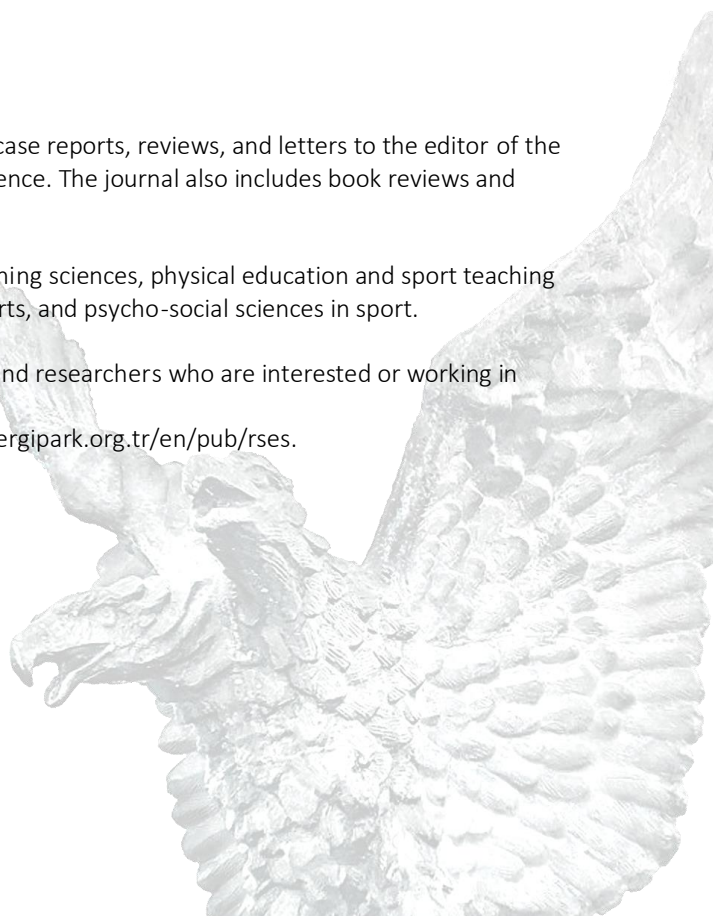 case reports, reviews, and letters to the editor of the
ence. The journal also includes book reviews and
ning sciences, physical education and sport teaching
rts, and psycho-social sciences in sport.
nd researchers who are interested or working in
ergipark.org.tr/en/pub/rses.